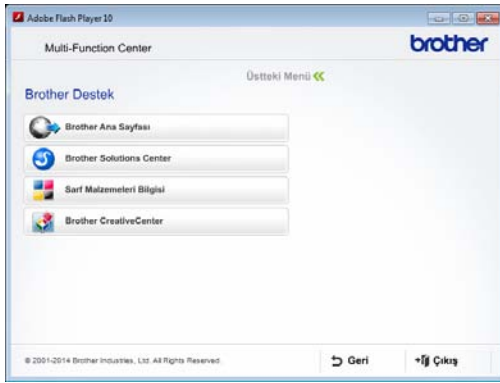 Adobe Flash Player 10
Multi-Function Center
brother
Üstteki Menü
Brother Destek
Brother Ana Sayfası
Brother Solutions Center
Sarf Malzemeleri Bilgisi
Brother CreativeCenter
© 2001-2014 Brother Industries, Ltd. All Rights Reserved.
Geri
Çıkış